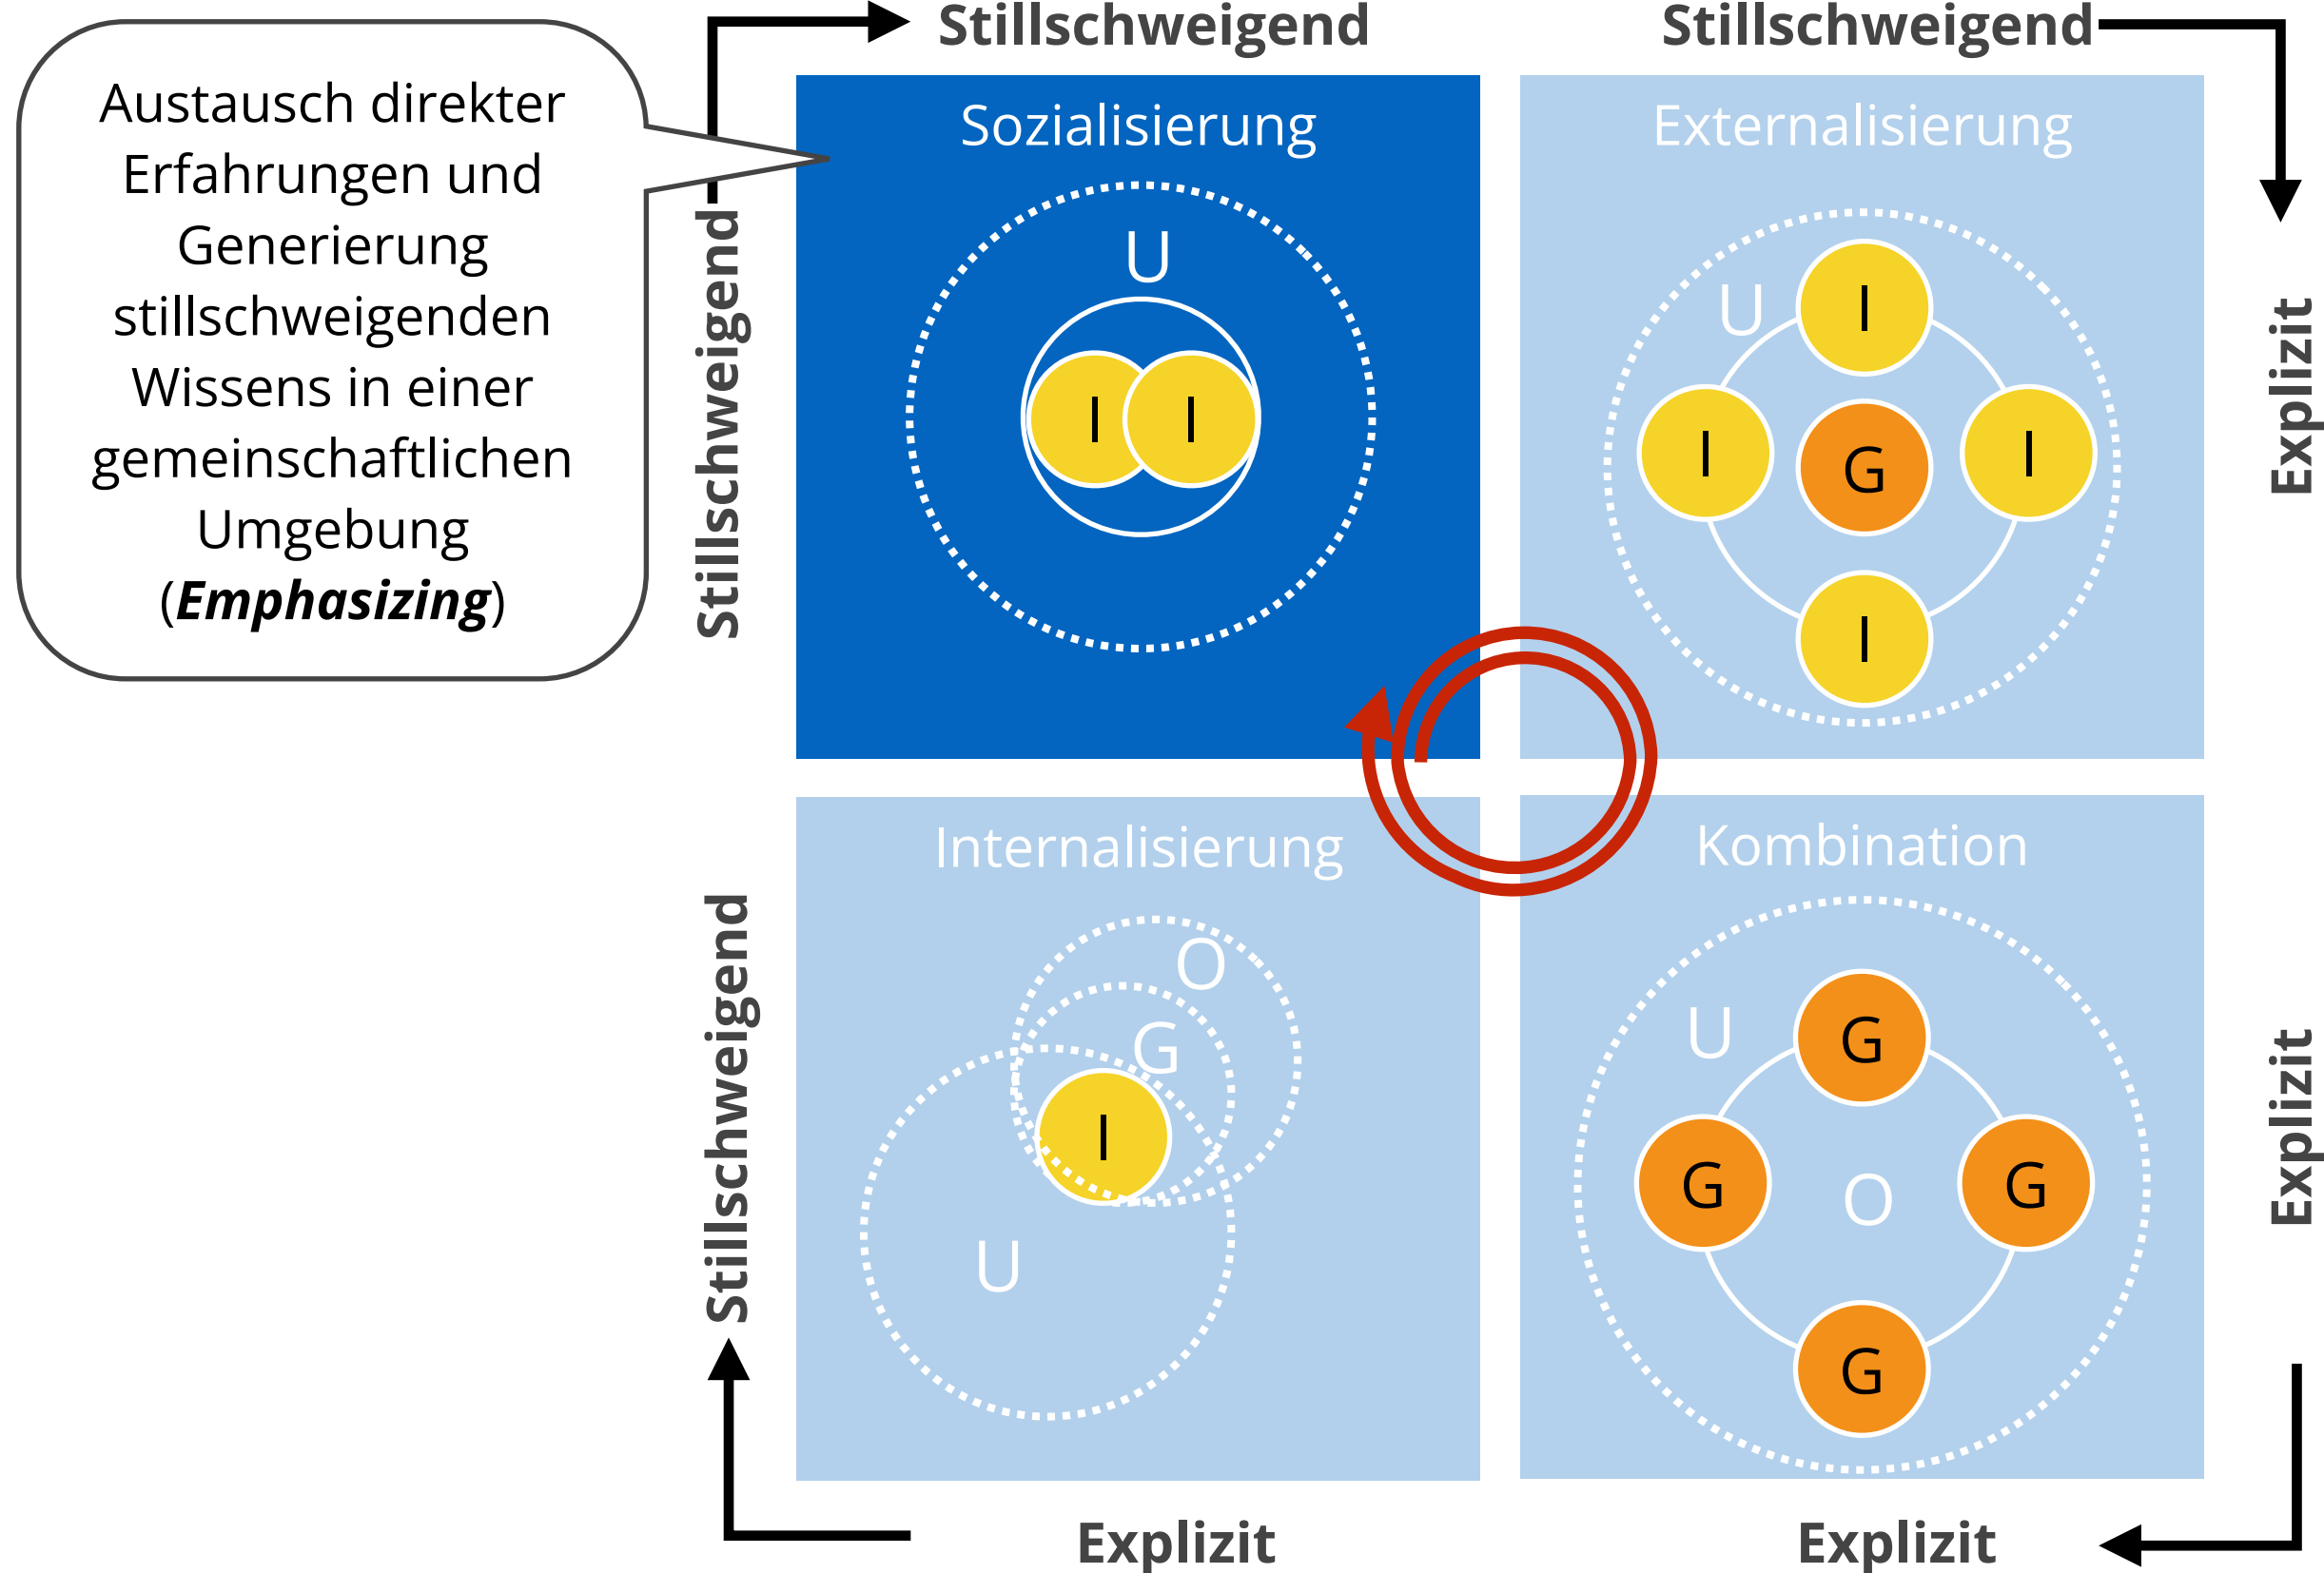 Stillschweigend
Stillschweigend
Austausch direkter
Erfahrungen und
Generierung
stillschweigenden
Wissens in einer
gemeinschaftlichen
Umgebung
(Emphasizing)
Stillschweigend
Sozialisierung
U
I I
Externalisierung
U
I
I
G
I
I
Explizit
Stillschweigend
Internalisierung
O
G
I
U
Kombination
U
G
G
O
G
G
Explizit
Explizit
Explizit